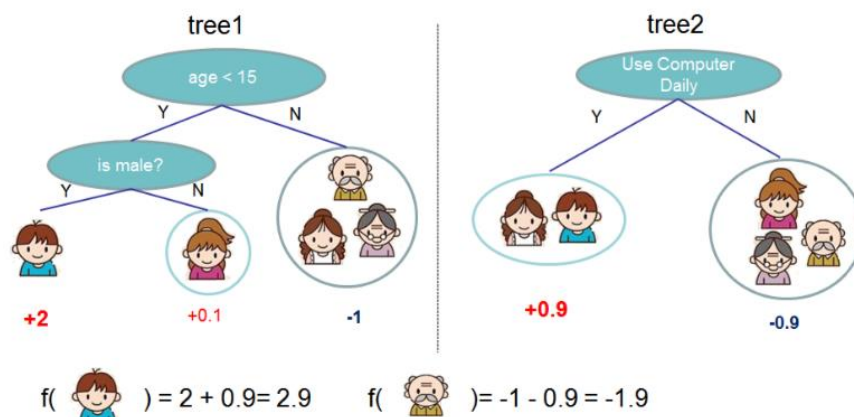 tree1
age < 15
Y
N
is male?
Y
N
+2
+0.1
-1
tree2
Use Computer
Daily
Y
N
+0.9
-0.9
f( ) = 2 + 0.9= 2.9
f( )= -1 - 0.9 = -1.9